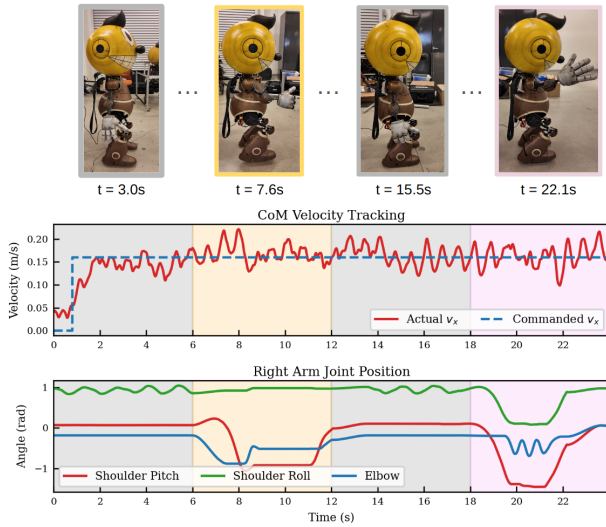 ... ... ...
t = 3.0s t = 7.6s t = 15.5s t = 22.1s
CoM Velocity Tracking
Velocity (m/s)
0.20
0.15
0.10
0.05
0.00
Actual v_x Commanded v_x
0 2 4 6 8 10 12 14 16 18 20 22
Right Arm Joint Position
Angle (rad)
1
0
−1
Shoulder Pitch Shoulder Roll Elbow
0 2 4 6 8 10 12 14 16 18 20 22
Time (s)